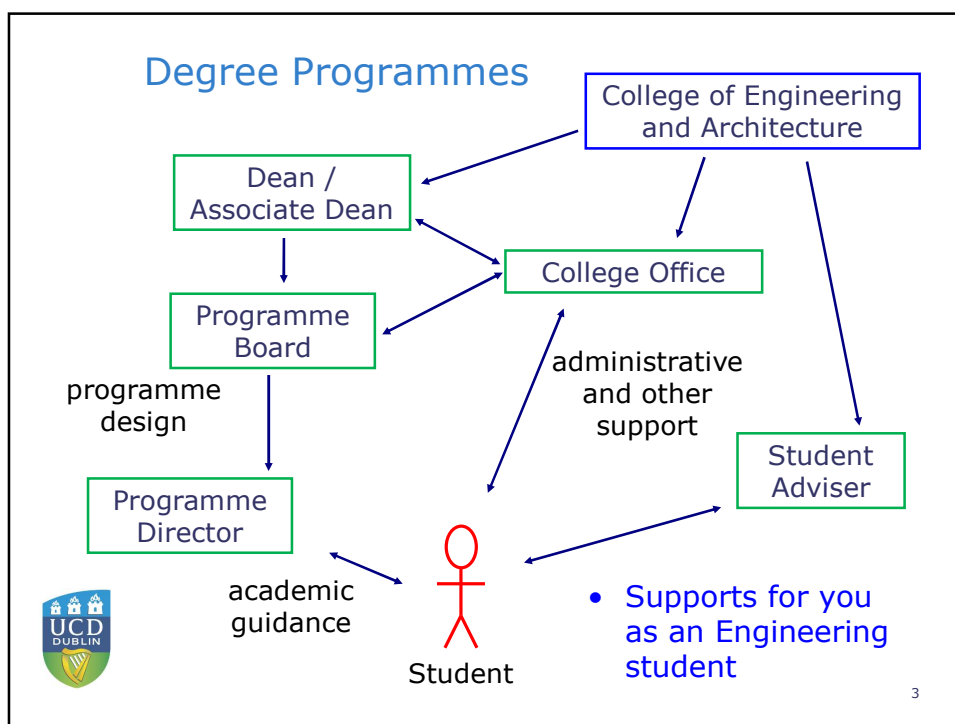 Degree Programmes
College of Engineering
and Architecture
Dean /
Associate Dean
College Office
Programme
Board
programme
design
administrative
and other
support
Student
Adviser
Programme
Director
academic
guidance
Student
• Supports for you
as an Engineering
student
UCD
DUBLIN
3